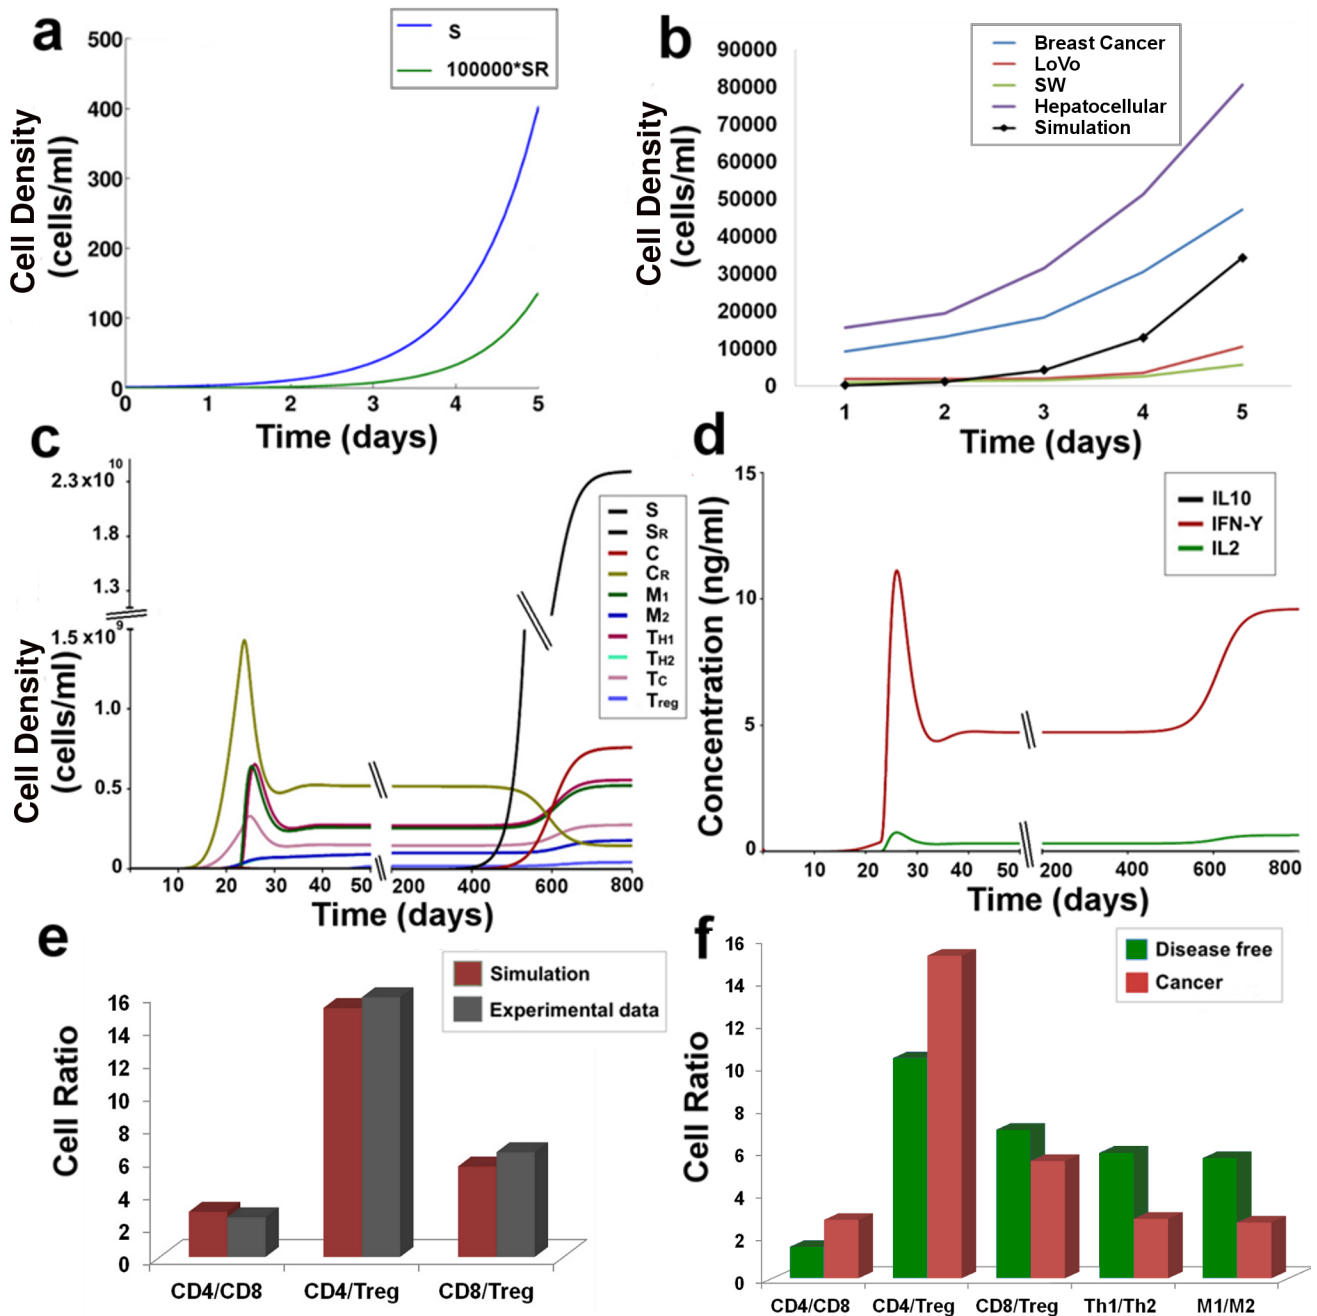 a
500
400
300
200
100
0
0 1 2 3 4 5
Cell Density
(cells/ml)
Time (days)
S
100000*SR
b
90000
80000
70000
60000
50000
40000
30000
20000
10000
0
1 2 3 4 5
Cell Density
(cells/ml)
Time (days)
Breast Cancer
LoVo
SW
Hepatocellular
Simulation
c
2.3x10 10
1.8
1.3
1.5 x10 9
1.0
0.5
0
10 20 30 40 50 200 400 600 800
Cell Density
(cells/ml)
Time (days)
S
SR
C
CR
M1
M2
TH1
TH2
TC
Treg
d
15
10
5
0
10 20 30 40 50 200 400 600 800
Concentration (ng/ml)
Time (days)
IL10
IFN-Y
IL2
e
16
14
12
10
8
6
4
2
0
Cell Ratio
CD4/CD8 CD4/Treg CD8/Treg
Simulation
Experimental data
f
16
14
12
10
8
6
4
2
0
Cell Ratio
CD4/CD8 CD4/Treg CD8/Treg Th1/Th2 M1/M2
Disease free
Cancer